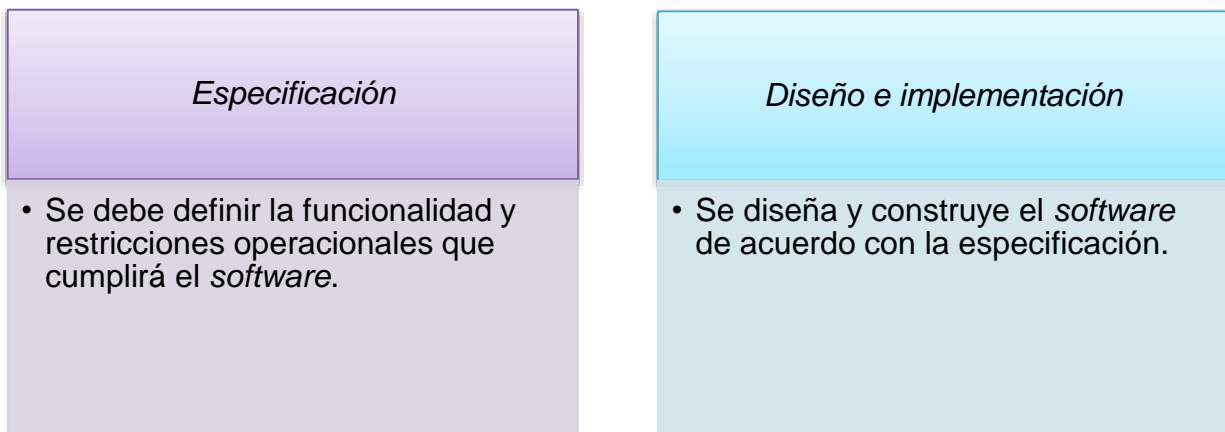 Especificación
• Se debe definir la funcionalidad y
restricciones operacionales que
cumplirá el software.
Diseño e implementación
• Se diseña y construye el software
de acuerdo con la especificación.